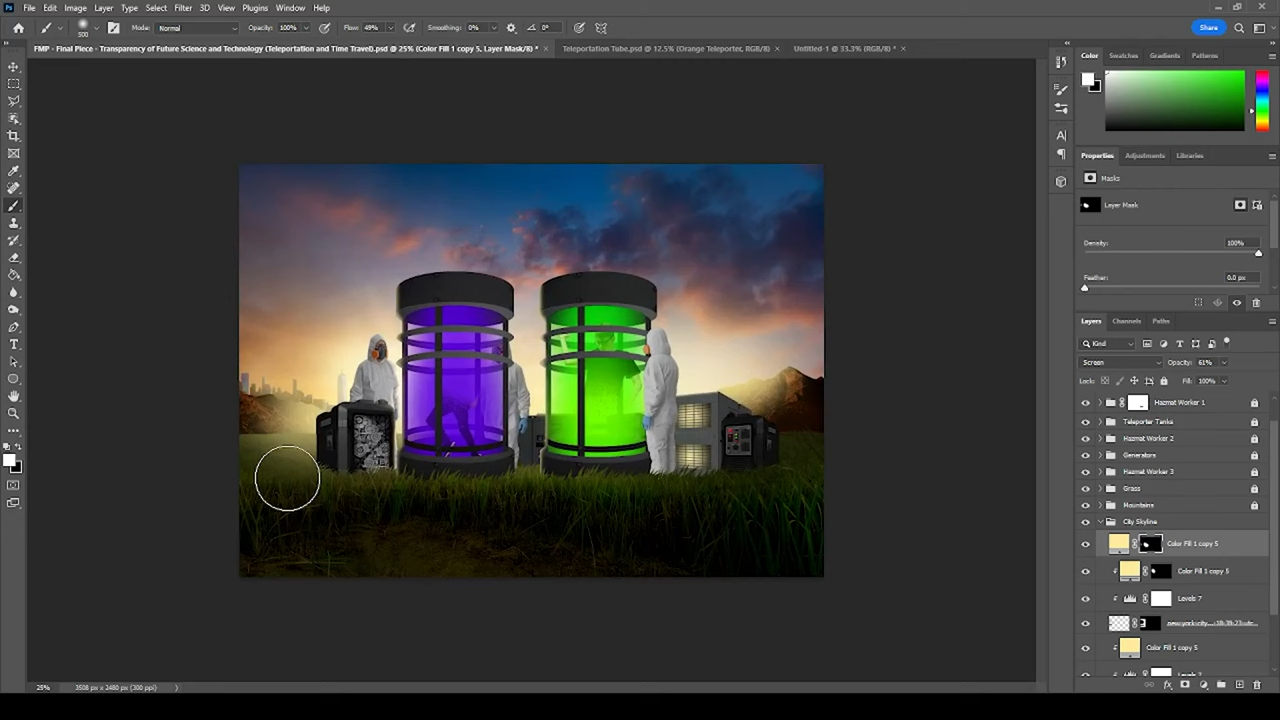 File Edit Image Layer Type Select Filter 3D View Plugins Window Help
500 Mode: Normal Opacity: 100% Flow: 49% Smoothing: 0% 0° Share
FMP - Final Piece - Transparency of Future Science and Technology (Teleportation and Time Travel).psd @ 25% (Color Fill 1 copy 5, Layer Mask/8) * × Teleportation Tube.psd @ 12.5% (Orange Teleporter, RGB/8) × Untitled-1 @ 33.3% (RGB/8) * ×
Color Swatches Gradients Patterns
Properties Adjustments Libraries
Masks
Layer Mask
Density: 100%
Feather: 0.0 px
Layers Channels Paths
Kind
Screen Opacity: 61%
Lock: Fill: 100%
Hazmat Worker 1
Teleporter Tanks
Hazmat Worker 2
Generators
Hazmat Worker 3
Grass
Mountains
City Skyline
Color Fill 1 copy 5
Color Fill 1 copy 5
Levels 7
Color Fill 1 copy 5
25% 3508 px x 2480 px (300 ppi)